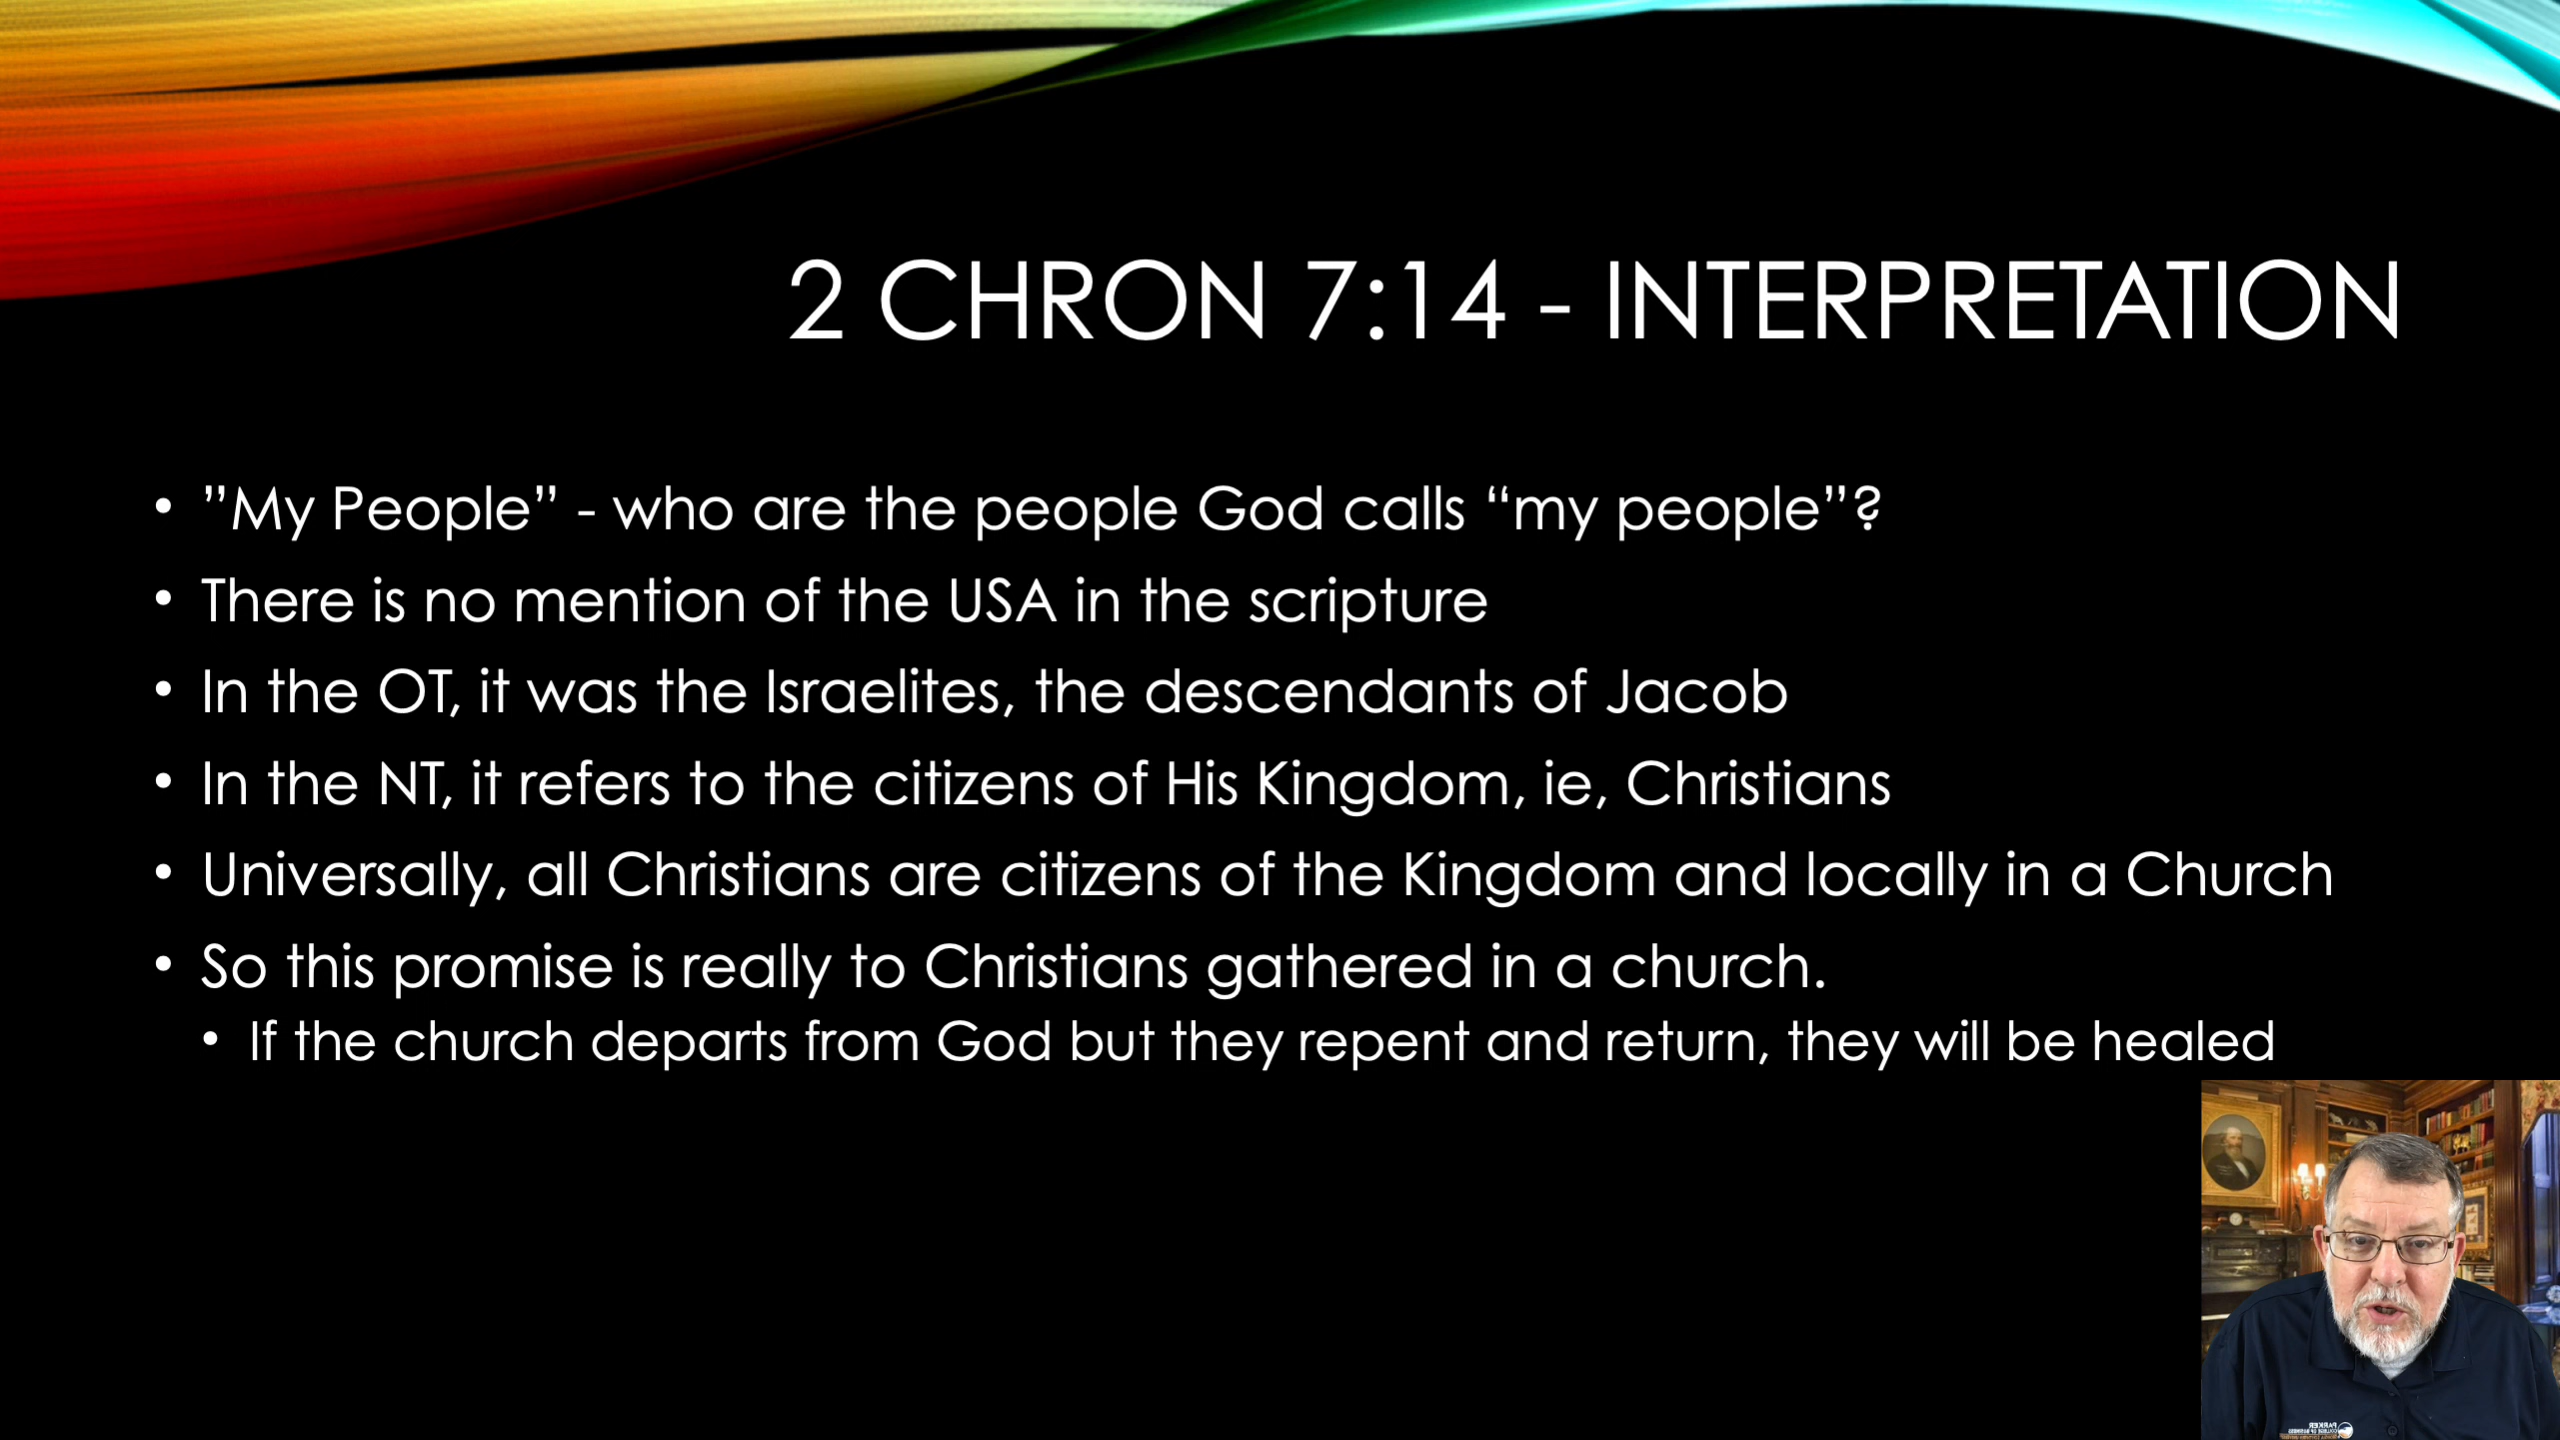 2 CHRON 7:14 - INTERPRETATION
• ”My People” - who are the people God calls “my people”?
• There is no mention of the USA in the scripture
• In the OT, it was the Israelites, the descendants of Jacob
• In the NT, it refers to the citizens of His Kingdom, ie, Christians
• Universally, all Christians are citizens of the Kingdom and locally in a Church
• So this promise is really to Christians gathered in a church.
• If the church departs from God but they repent and return, they will be healed
PARKER
COLLEGE OF BUSINESS